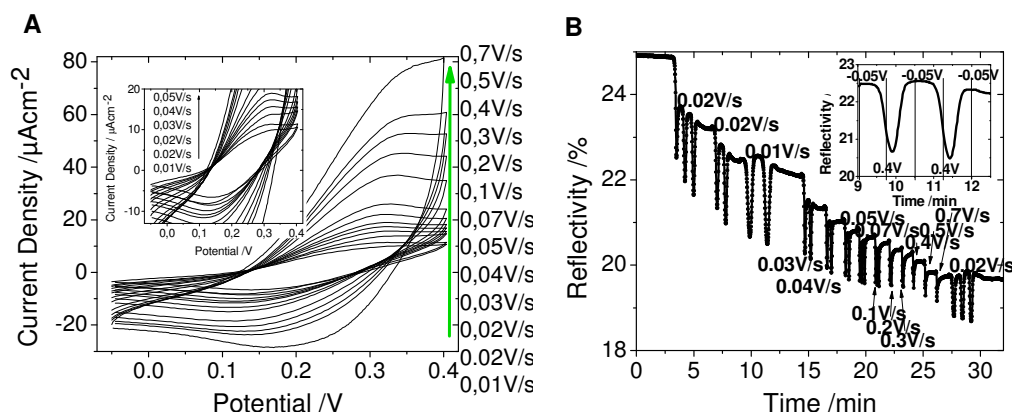 A
80
60
40
20
0
-20
0.0
0.1
0.2
0.3
0.4
Current Density /µAcm-2
Potential /V
0,7V/s
0,5V/s
0,4V/s
0,3V/s
0,2V/s
0,1V/s
0,07V/s
0,05V/s
0,04V/s
0,03V/s
0,02V/s
0,02V/s
0,01V/s
20
10
0
-10
0,0
0,1
0,2
0,3
0,4
Current Density / µAcm-2
Potential /V
0,05V/s
0,04V/s
0,03V/s
0,02V/s
0,02V/s
0,01V/s
B
24
22
20
18
0
5
10
15
20
25
30
Reflectivity /%
Time /min
0.02V/s
0.02V/s
0.01V/s
0.03V/s
0.04V/s
0.05V/s
0.07V/s
0.1V/s
0.2V/s
0.3V/s
0.4V/s
0.5V/s
0.7V/s
0.02V/s
23
22
21
20
9
10
11
12
Reflectivity /
Time /min
-0.05V
-0.05V
-0.05V
0.4V
0.4V